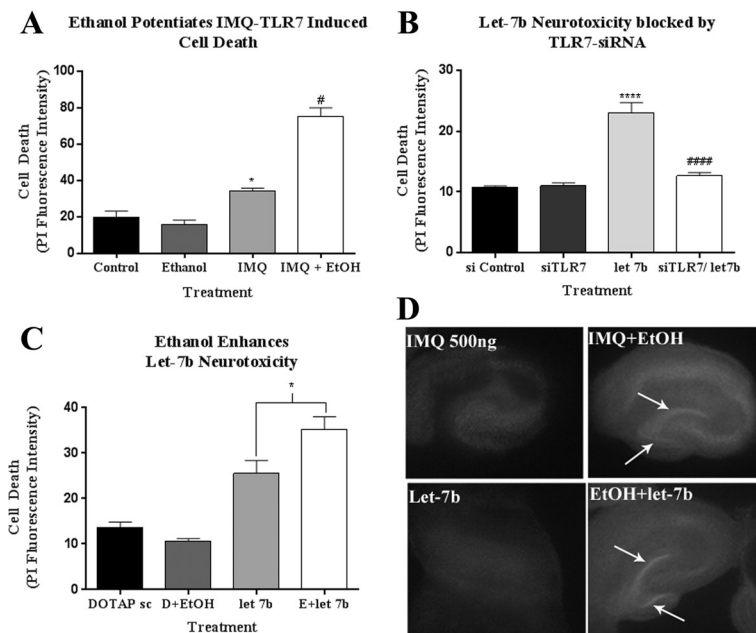 A
Ethanol Potentiates IMQ-TLR7 Induced
Cell Death
Cell Death
(PI Fluorescence Intensity)
100
80
60
40
20
0
Control Ethanol IMQ IMQ + EtOH
Treatment
*
#
B
Let-7b Neurotoxicity blocked by
TLR7-siRNA
Cell Death
(PI Fluorescence Intensity)
30
20
10
0
si Control siTLR7 let 7b siTLR7/ let7b
Treatment
****
####
C
Ethanol Enhances
Let-7b Neurotoxicity
Cell Death
(PI Fluorescence Intensity)
40
30
20
10
0
DOTAP sc D+EtOH let 7b E+let 7b
Treatment
*
D
IMQ 500ng
IMQ+EtOH
Let-7b
EtOH+let-7b